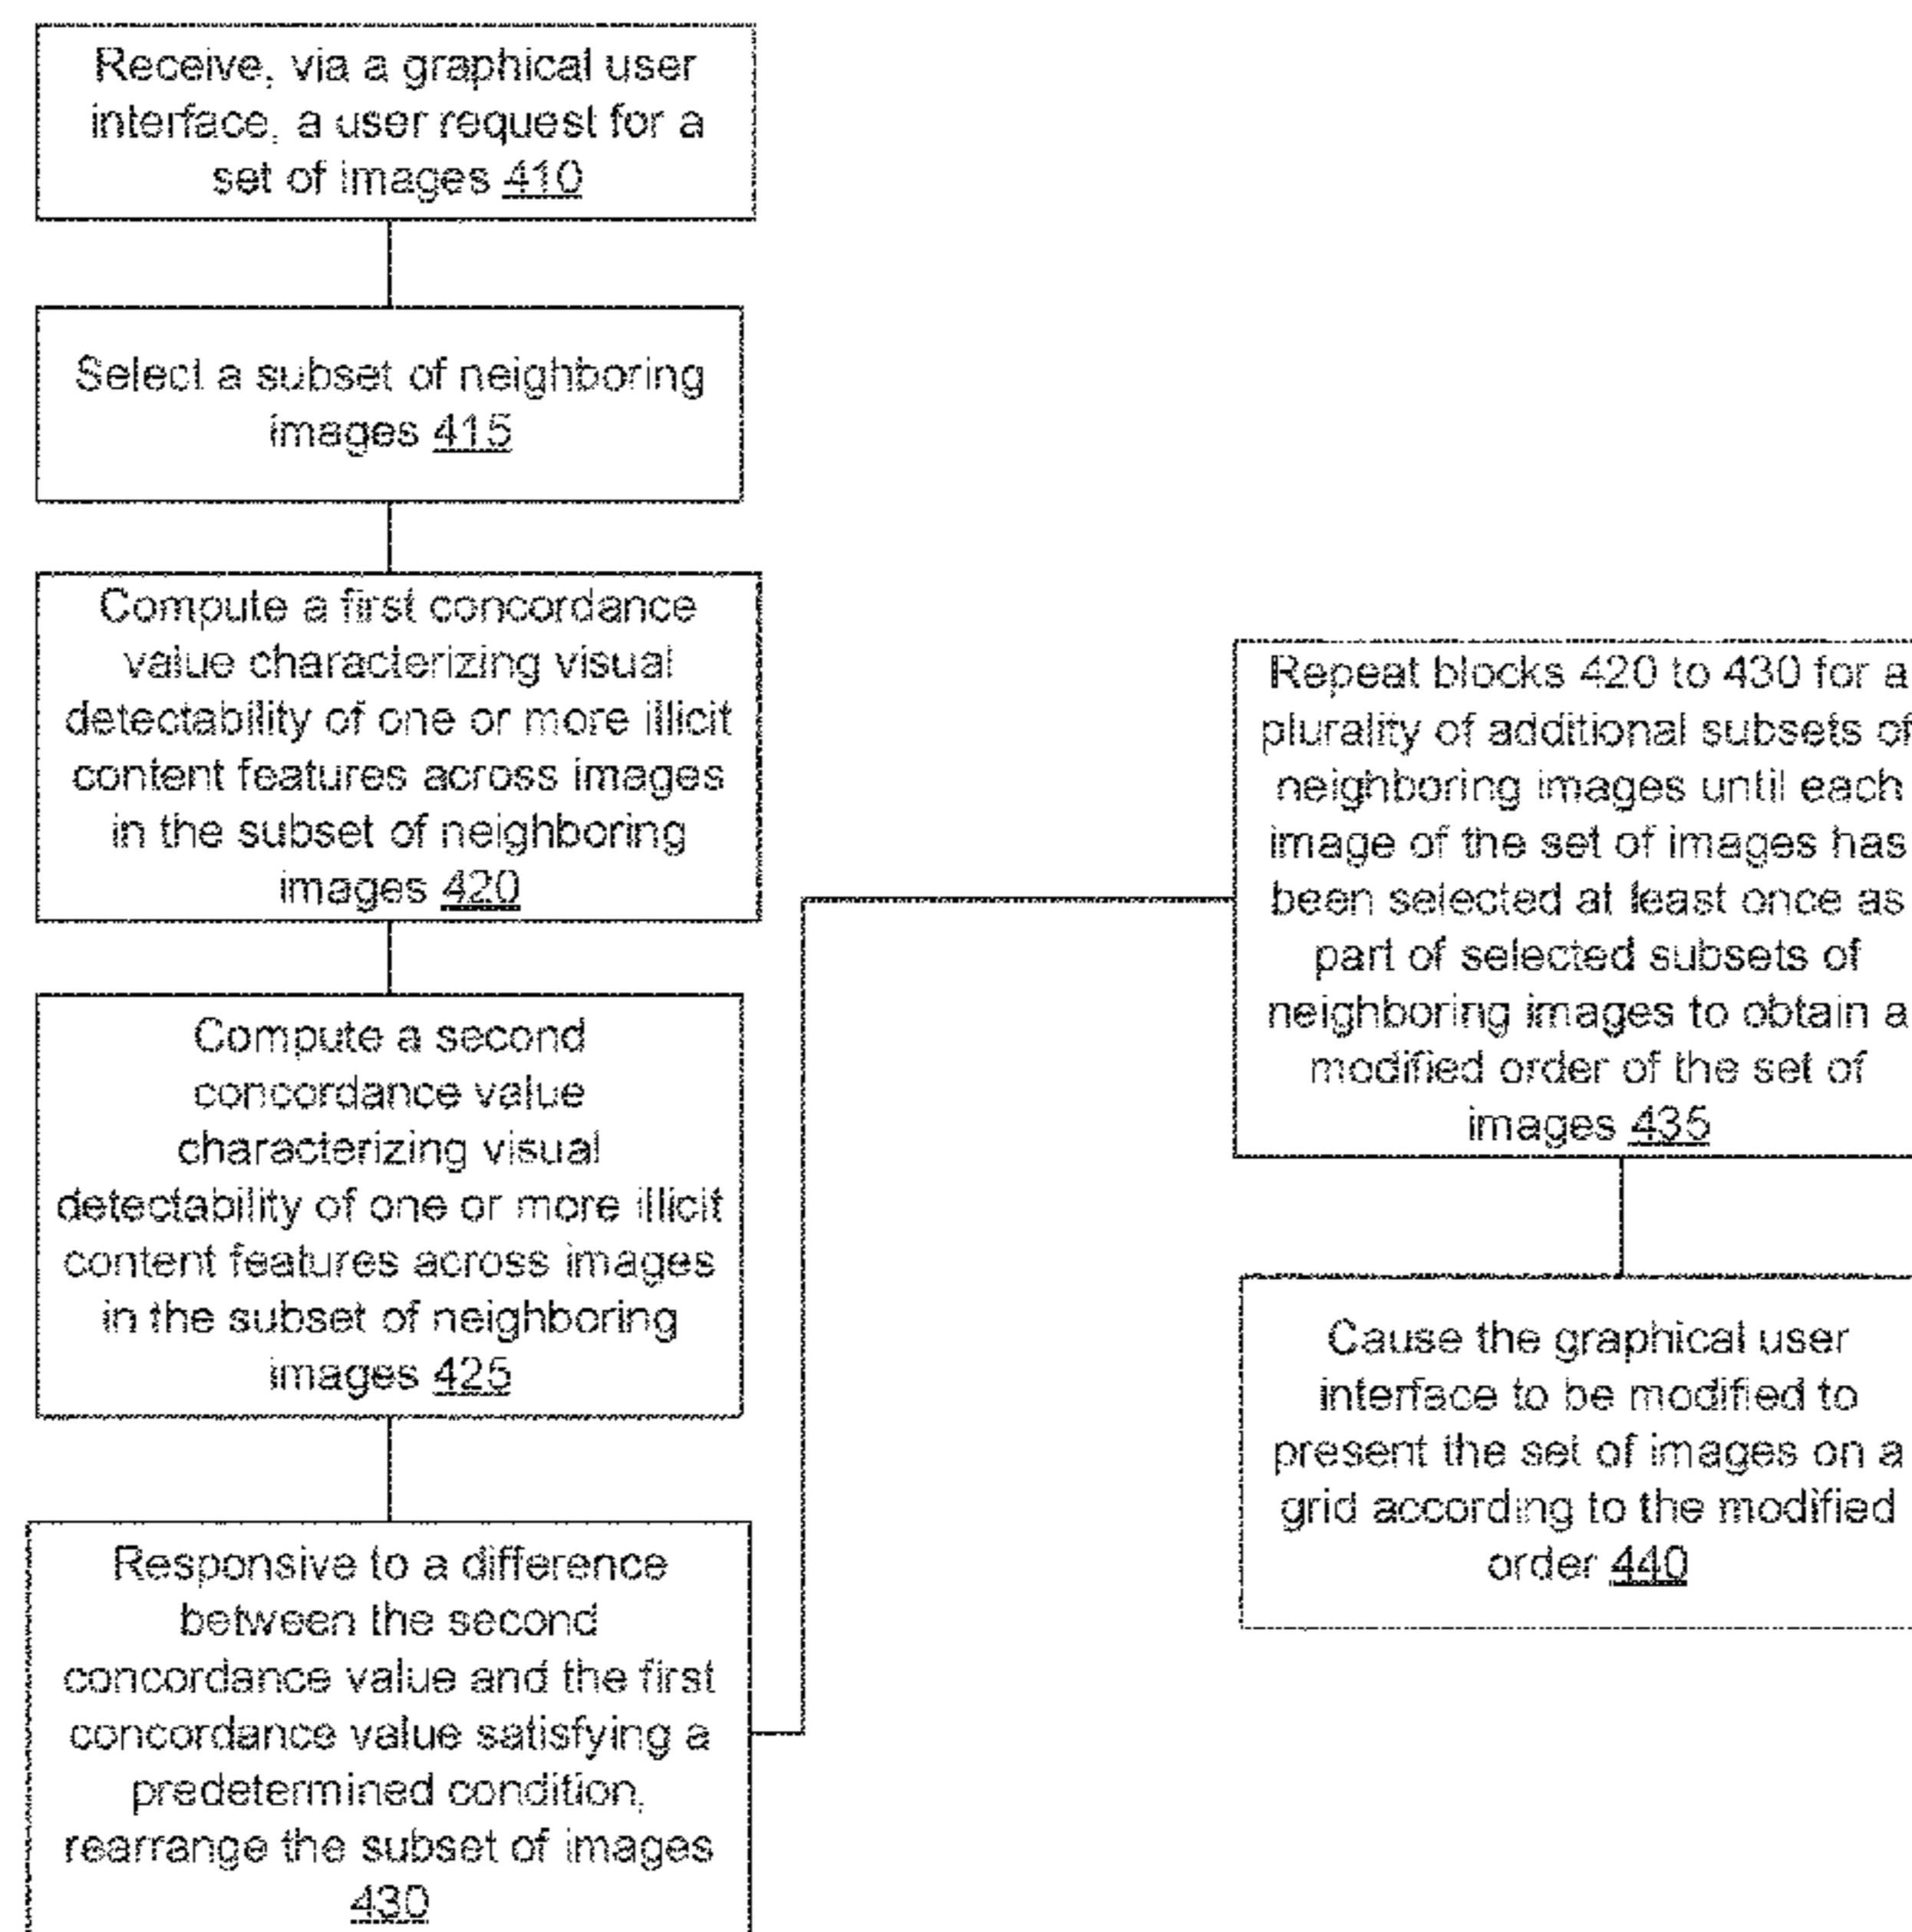 Receive, via a graphical user
interface, a user request for a
set of images 410
Select a subset of neighboring
images 415
Compute a first concordance
value characterizing visual
detectability of one or more illicit
content features across images
in the subset of neighboring
images 420
Compute a second
concordance value
characterizing visual
detectability of one or more illicit
content features across images
in the subset of neighboring
images 425
Responsive to a difference
between the second
concordance value and the first
concordance value satisfying a
predetermined condition,
rearrange the subset of images
430
Repeat blocks 420 to 430 for a
plurality of additional subsets of
neighboring images until each
image of the set of images has
been selected at least once as
part of selected subsets of
neighboring images to obtain a
modified order of the set of
images 435
Cause the graphical user
interface to be modified to
present the set of images on a
grid according to the modified
order 440